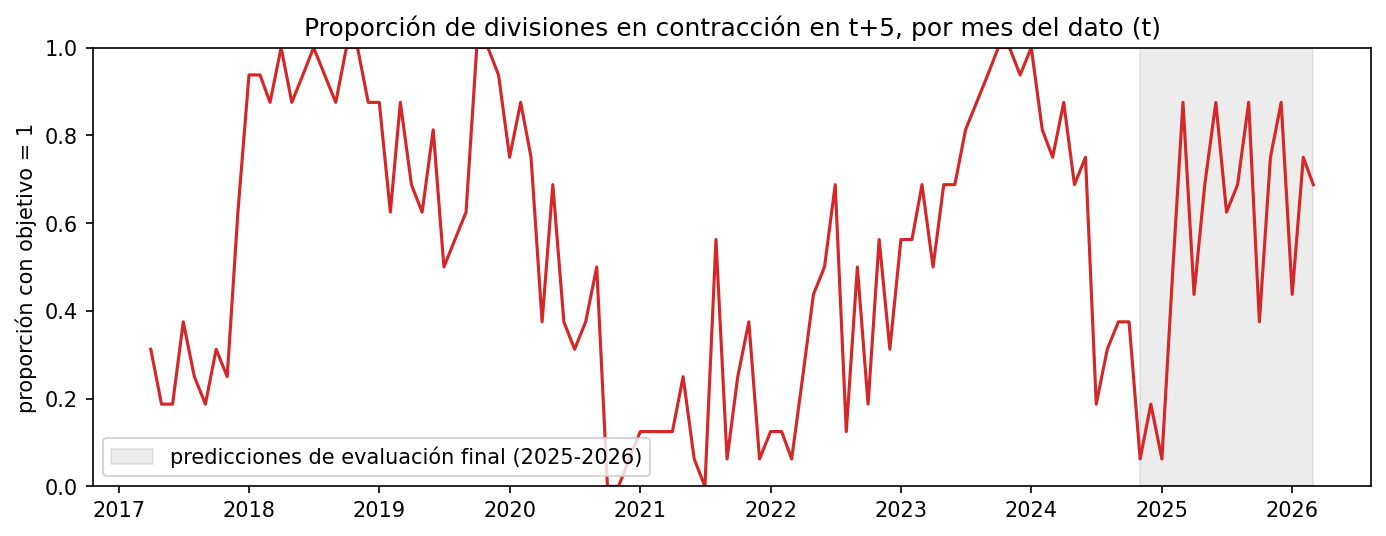 Proporción de divisiones en contracción en t+5, por mes del dato (t)
proporción con objetivo = 1
1.0
0.8
0.6
0.4
0.2
0.0
predicciones de evaluación final (2025-2026)
2017 2018 2019 2020 2021 2022 2023 2024 2025 2026